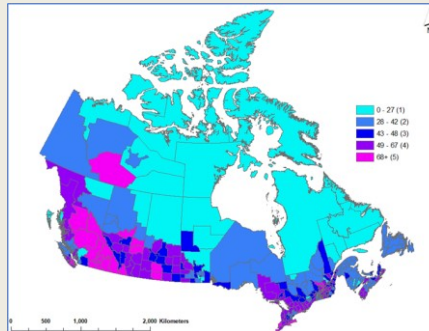 0 - 27 (1)
28 - 42 (2)
43 - 48 (3)
49 - 67 (4)
68+ (5)
0 500 1,000 2,000 Kilometers